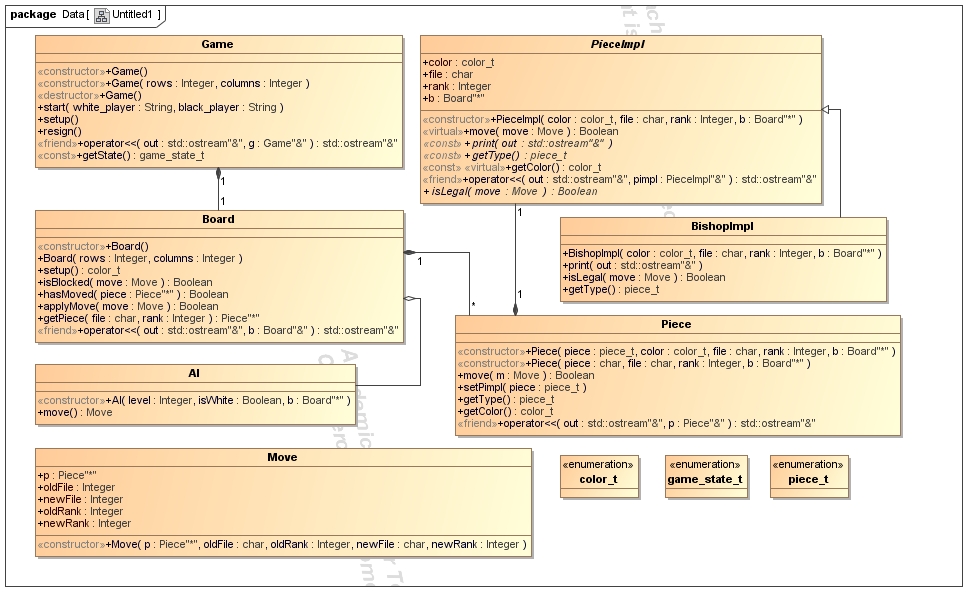 package Data [ Untitled1 ]
Game
«constructor»+Game()
«constructor»+Game( rows : Integer, columns : Integer )
«destructor»+Game()
+start( white_player : String, black_player : String )
+setup()
+resign()
«friend»+operator<<( out : std::ostream"&", g : Game"&" ) : std::ostream"&"
«const»+getState() : game_state_t
1
1
Board
«constructor»+Board()
+Board( rows : Integer, columns : Integer )
+setup() : color_t
+isBlocked( move : Move ) : Boolean
+hasMoved( piece : Piece"*" ) : Boolean
+applyMove( move : Move ) : Boolean
+getPiece( file : char, rank : Integer ) : Piece"*"
«friend»+operator<<( out : std::ostream"&", b : Board"&" ) : std::ostream"&"
1
*
AI
«constructor»+AI( level : Integer, isWhite : Boolean, b : Board"*" )
+move() : Move
Move
+p : Piece"*"
+oldFile : Integer
+newFile : Integer
+oldRank : Integer
+newRank : Integer
«constructor»+Move( p : Piece"*", oldFile : char, oldRank : Integer, newFile : char, newRank : Integer )
PieceImpl
+color : color_t
+file : char
+rank : Integer
+b : Board"*"
«constructor»+PieceImpl( color : color_t, file : char, rank : Integer, b : Board"*" )
«virtual»+move( move : Move ) : Boolean
«const» +print( out : std::ostream"&" )
«const» +getType() : piece_t
«const» «virtual»+getColor() : color_t
«friend»+operator<<( out : std::ostream"&", pimpl : PieceImpl"&" ) : std::ostream"&"
+isLegal( move : Move ) : Boolean
1
1
BishopImpl
+BishopImpl( color : color_t, file : char, rank : Integer, b : Board"*" )
+print( out : std::ostream"&" )
+isLegal( move : Move ) : Boolean
+getType() : piece_t
Piece
«constructor»+Piece( piece : piece_t, color : color_t, file : char, rank : Integer, b : Board"*" )
«constructor»+Piece( piece : char, file : char, rank : Integer, b : Board"*" )
+move( m : Move ) : Boolean
+setPimpl( piece : piece_t )
+getType() : piece_t
+getColor() : color_t
«friend»+operator<<( out : std::ostream"&", p : Piece"&" ) : std::ostream"&"
«enumeration»
color_t
«enumeration»
game_state_t
«enumeration»
piece_t